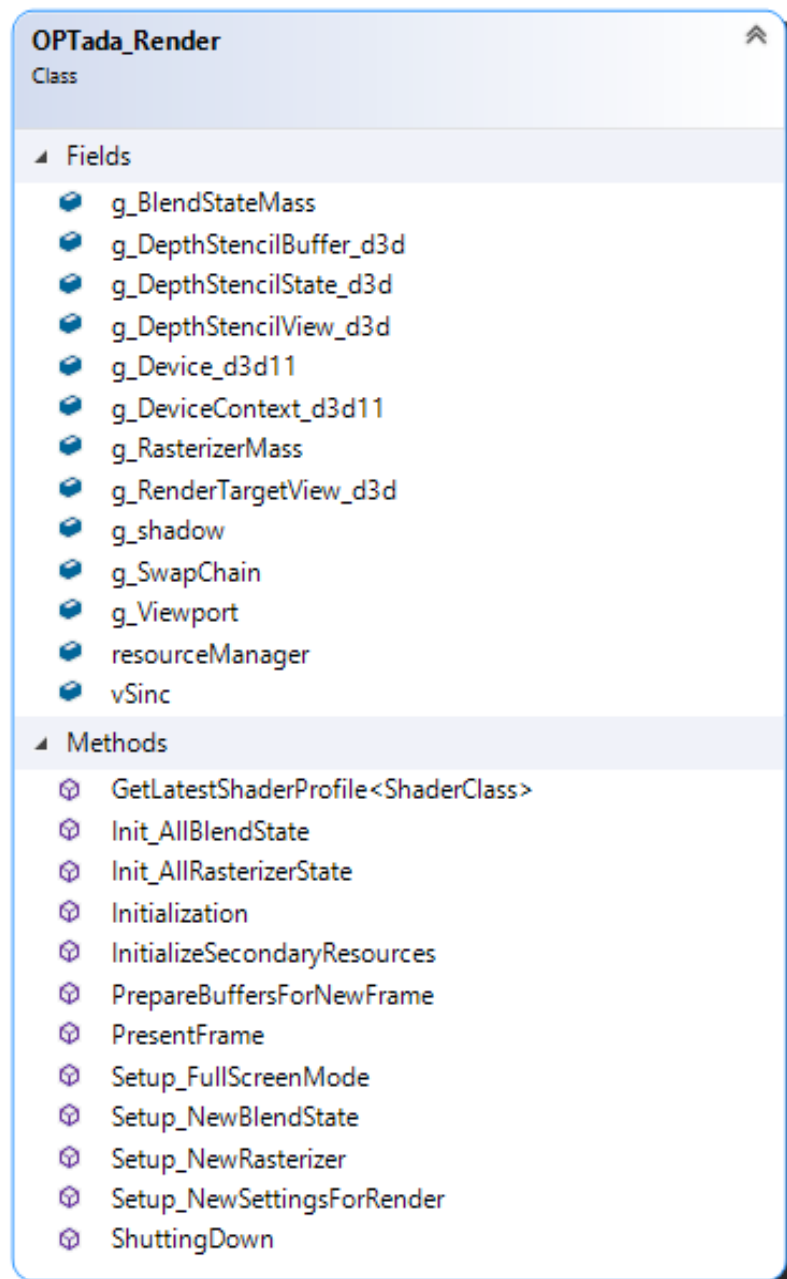 OPTada_Render
Class
Fields
g_BlendStateMass
g_DepthStencilBuffer_d3d
g_DepthStencilState_d3d
g_DepthStencilView_d3d
g_Device_d3d11
g_DeviceContext_d3d11
g_RasterizerMass
g_RenderTargetView_d3d
g_shadow
g_SwapChain
g_Viewport
resourceManager
vSinc
Methods
GetLatestShaderProfile<ShaderClass>
Init_AllBlendState
Init_AllRasterizerState
Initialization
InitializeSecondaryResources
PrepareBuffersForNewFrame
PresentFrame
Setup_FullScreenMode
Setup_NewBlendState
Setup_NewRasterizer
Setup_NewSettingsForRender
ShuttingDown